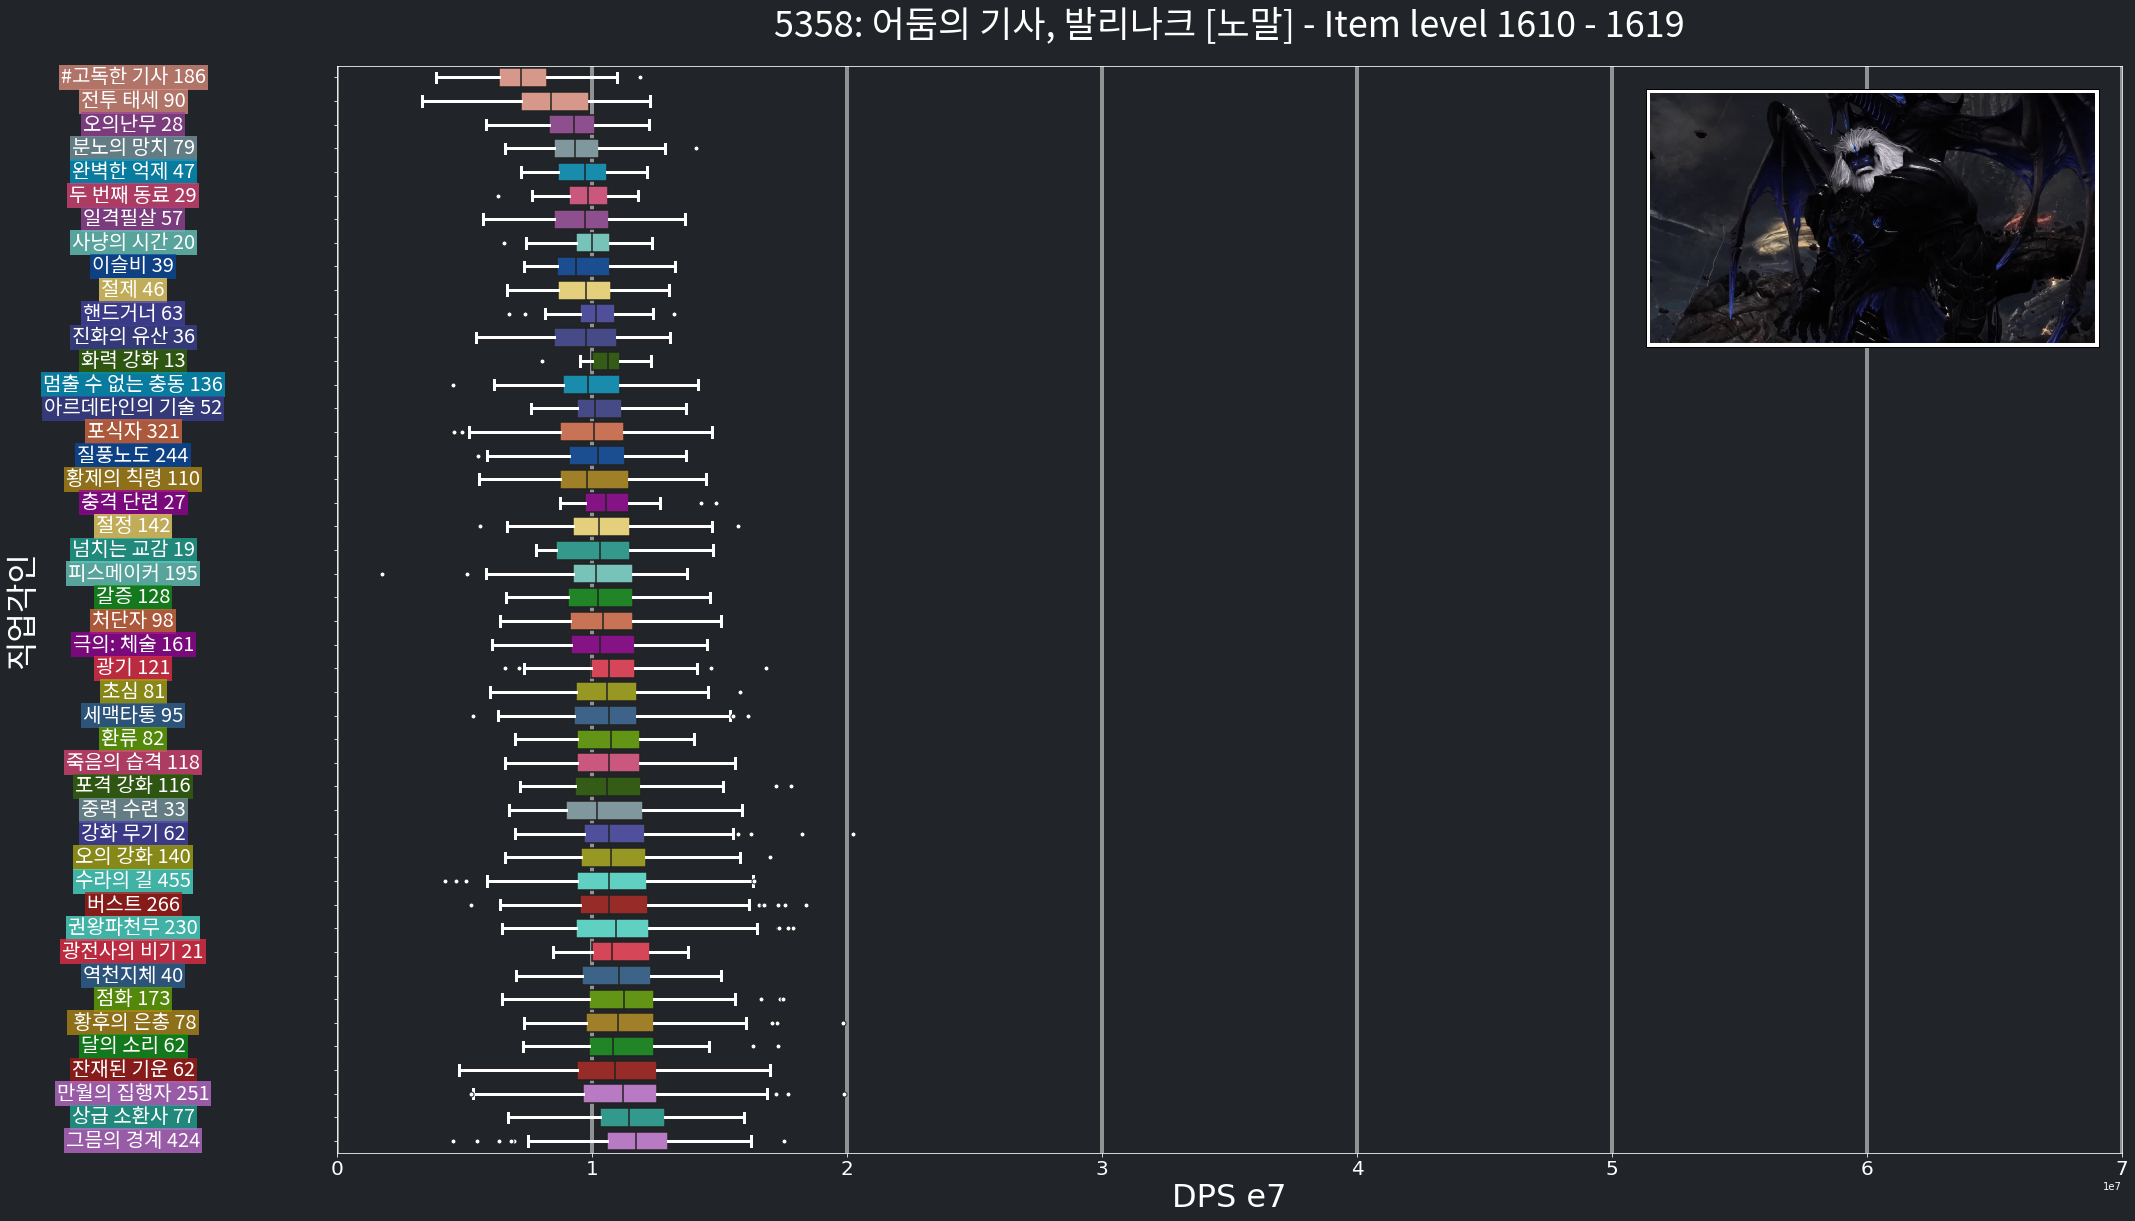 5358: 어둠의 기사, 발리나크 [노말] - Item level 1610 - 1619
직업각인
#고독한 기사 186
전투 태세 90
오의난무 28
분노의 망치 79
완벽한 억제 47
두 번째 동료 29
일격필살 57
사냥의 시간 20
이슬비 39
절제 46
핸드거너 63
진화의 유산 36
화력 강화 13
멈출 수 없는 충동 136
아르데타인의 기술 52
포식자 321
질풍노도 244
황제의 칙령 110
충격 단련 27
절정 142
넘치는 교감 19
피스메이커 195
갈증 128
처단자 98
극의: 체술 161
광기 121
초심 81
세맥타통 95
환류 82
죽음의 습격 118
포격 강화 116
중력 수련 33
강화 무기 62
오의 강화 140
수라의 길 455
버스트 266
권왕파천무 230
광전사의 비기 21
역천지체 40
점화 173
황후의 은총 78
달의 소리 62
잔재된 기운 62
만월의 집행자 251
상급 소환사 77
그믐의 경계 424
0 1 2 3 4 5 6 7
1e7
DPS e7